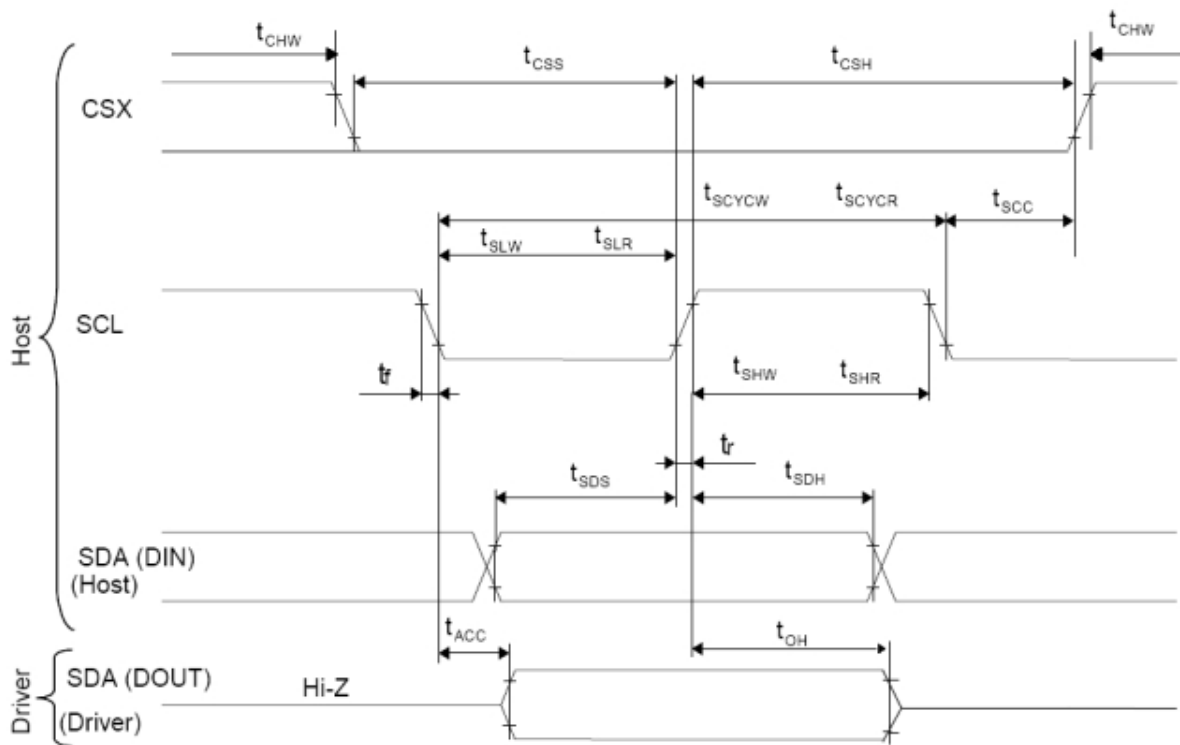 tCHW
tCHW
tCSS
tCSH
CSX
tSCYCW
tSCYCR
tSCC
tSLW
tSLR
Host
SCL
tf
tSHW
tSHR
tr
tSDS
tSDH
SDA (DIN)
(Host)
tACC
tOH
Driver
SDA (DOUT)
Hi-Z
(Driver)